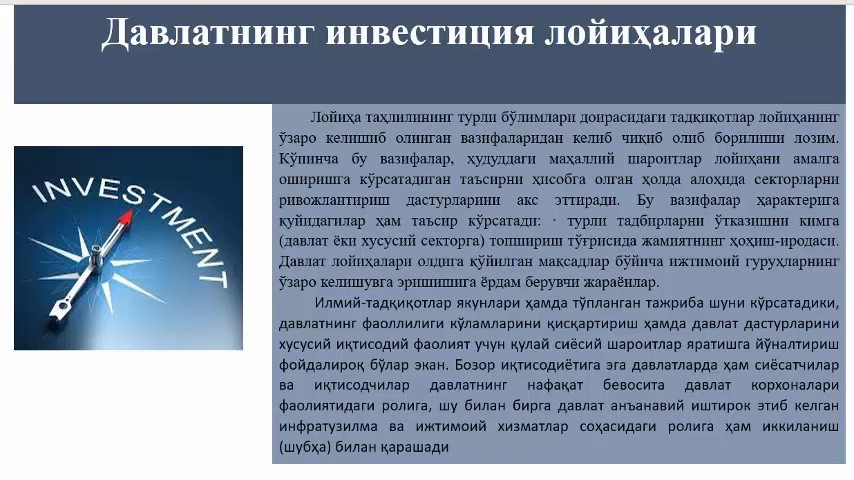 Давлатнинг инвестиция лойиҳалари
INVESTMENT
Лойиҳа таҳлилининг турли бўлимлари доирасидаги тадқиқотлар лойиҳанинг
ўзаро келишиб олинган вазифаларидан келиб чиқиб олиб борилиши лозим.
Кўпинча бу вазифалар, ҳудуддаги маҳаллий шароитлар лойиҳани амалга
оширишга кўрсатадиган таъсирни ҳисобга олган ҳолда алоҳида секторларни
ривожлантириш дастурларини акс эттиради. Бу вазифалар ҳарактерига
қуйидагилар ҳам таъсир кўрсатади: · турли тадбирларни ўтказишни кимга
(давлат ёки хусусий секторга) топшириш тўғрисида жамиятнинг ҳоҳиш-иродаси.
Давлат лойиҳалари олдига қўйилган мақсадлар бўйича ижтимоий гуруҳларнинг
ўзаро келишувга эришишига ёрдам берувчи жараёнлар.
Илмий-тадқиқотлар якунлари ҳамда тўпланган тажриба шуни кўрсатадики,
давлатнинг фаоллилиги кўламларини қисқартириш ҳамда давлат дастурларини
хусусий иқтисодий фаолият учун қулай сиёсий шароитлар яратишга йўналтириш
фойдалироқ бўлар экан. Бозор иқтисодиётига эга давлатларда ҳам сиёсатчилар
ва иқтисодчилар давлатнинг нафақат бевосита давлат корхоналари
фаолиятидаги ролига, шу билан бирга давлат анъанавий иштирок этиб келган
инфратузилма ва ижтимоий хизматлар соҳасидаги ролига ҳам иккиланиш
(шубҳа) билан қарашади